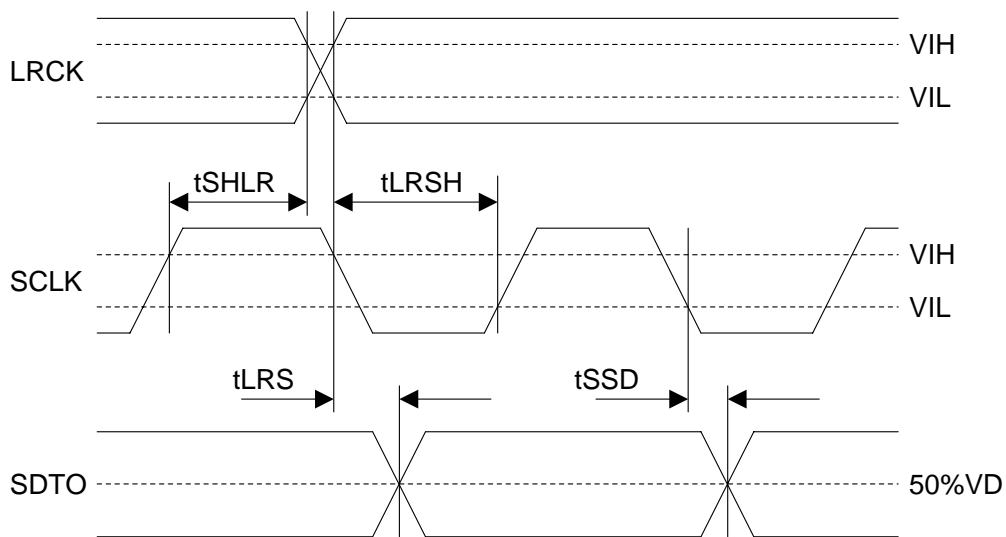 VIH
LRCK
VIL
tSHLR
tLRSH
VIH
SCLK
VIL
tLRS
tSSD
SDTO
50%VD